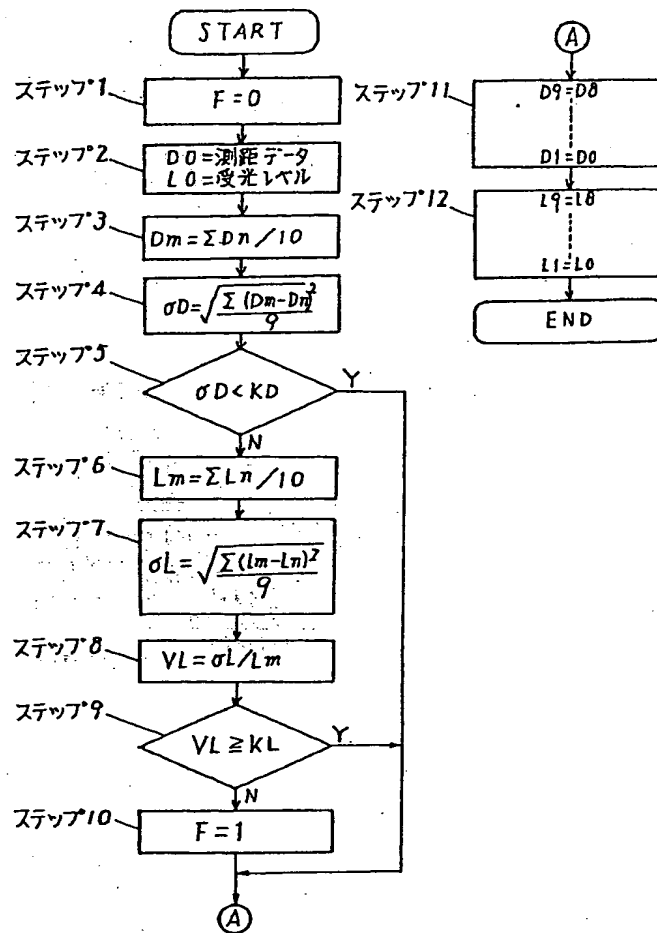 START
ステップ1
F=0
ステップ2
D0=測距データ
L0=受光レベル
ステップ3
Dm=ΣDn/10
ステップ4
σD=√(Σ(Dm-Dn)²/9)
ステップ5
σD<KD
Y
N
ステップ6
Lm=ΣLn/10
ステップ7
σL=√(Σ(Lm-Ln)²/9)
ステップ8
VL=σL/Lm
ステップ9
VL≧KL
Y
N
ステップ10
F=1
A
A
ステップ11
D9=D8
D1=D0
ステップ12
L9=L8
L1=L0
END